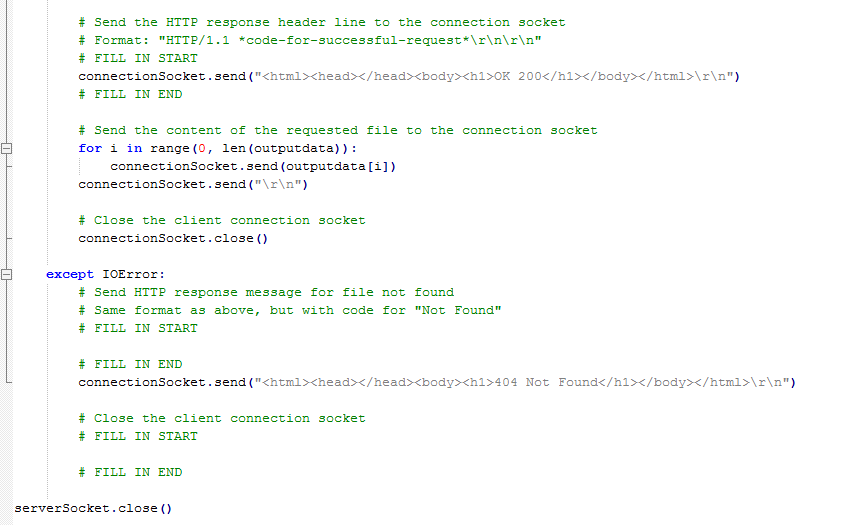 # Send the HTTP response header line to the connection socket
# Format: "HTTP/1.1 *code-for-successful-request*\r\n\r\n"
# FILL IN START
connectionSocket.send("<html><head></head><body><h1>OK 200</h1></body></html>\r\n")
# FILL IN END
# Send the content of the requested file to the connection socket
for i in range(0, len(outputdata)):
connectionSocket.send(outputdata[i])
connectionSocket.send("\r\n")
# Close the client connection socket
connectionSocket.close()
except IOError:
# Send HTTP response message for file not found
# Same format as above, but with code for "Not Found"
# FILL IN START
# FILL IN END
connectionSocket.send("<html><head></head><body><h1>404 Not Found</h1></body></html>\r\n")
# Close the client connection socket
# FILL IN START
# FILL IN END
serverSocket.close()